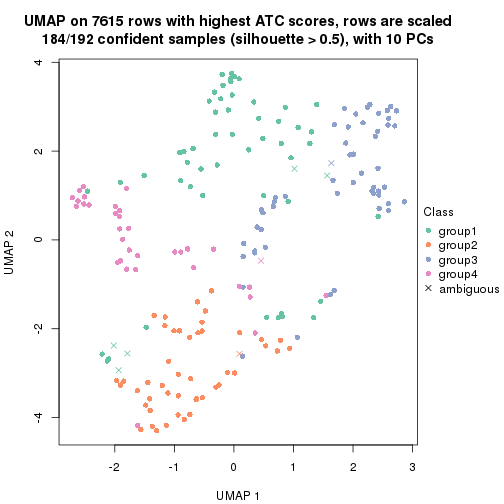 UMAP on 7615 rows with highest ATC scores, rows are scaled
184/192 confident samples (silhouette > 0.5), with 10 PCs
4
2
0
-2
-4
UMAP 2
-2
-1
0
1
2
3
UMAP 1
Class
group1
group2
group3
group4
ambiguous